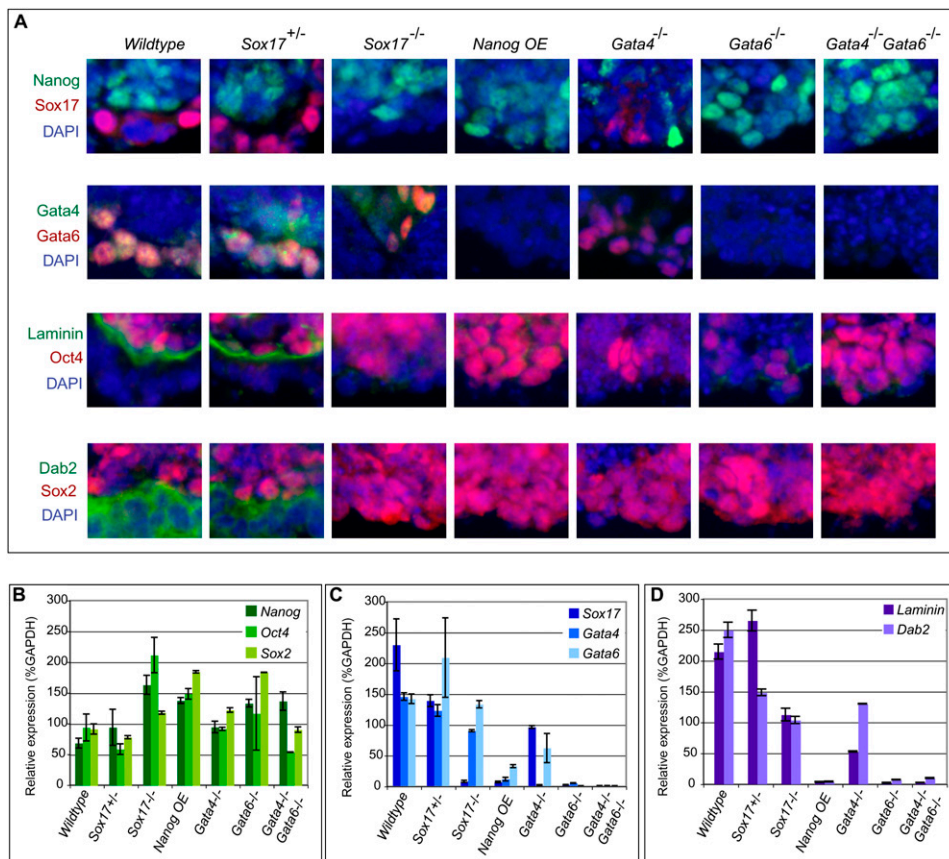 A
Wildtype Sox17+/- Sox17-/- Nanog OE Gata4-/- Gata6-/- Gata4-/-Gata6-/-
Nanog
Sox17
DAPI
Gata4
Gata6
DAPI
Laminin
Oct4
DAPI
Dab2
Sox2
DAPI
B
Relative expression (%GAPDH)
300
250
200
150
100
50
0
Nanog
Oct4
Sox2
Wildtype
Sox17+/-
Sox17-/-
Nanog OE
Gata4-/-
Gata6-/-
Gata4-/-
Gata6-/-
C
Relative expression (%GAPDH)
300
250
200
150
100
50
0
Sox17
Gata4
Gata6
Wildtype
Sox17+/-
Sox17-/-
Nanog OE
Gata4-/-
Gata6-/-
Gata4-/-
Gata6-/-
D
Relative expression (%GAPDH)
300
250
200
150
100
50
0
Laminin
Dab2
Wildtype
Sox17+/-
Sox17-/-
Nanog OE
Gata4-/-
Gata6-/-
Gata4-/-
Gata6-/-